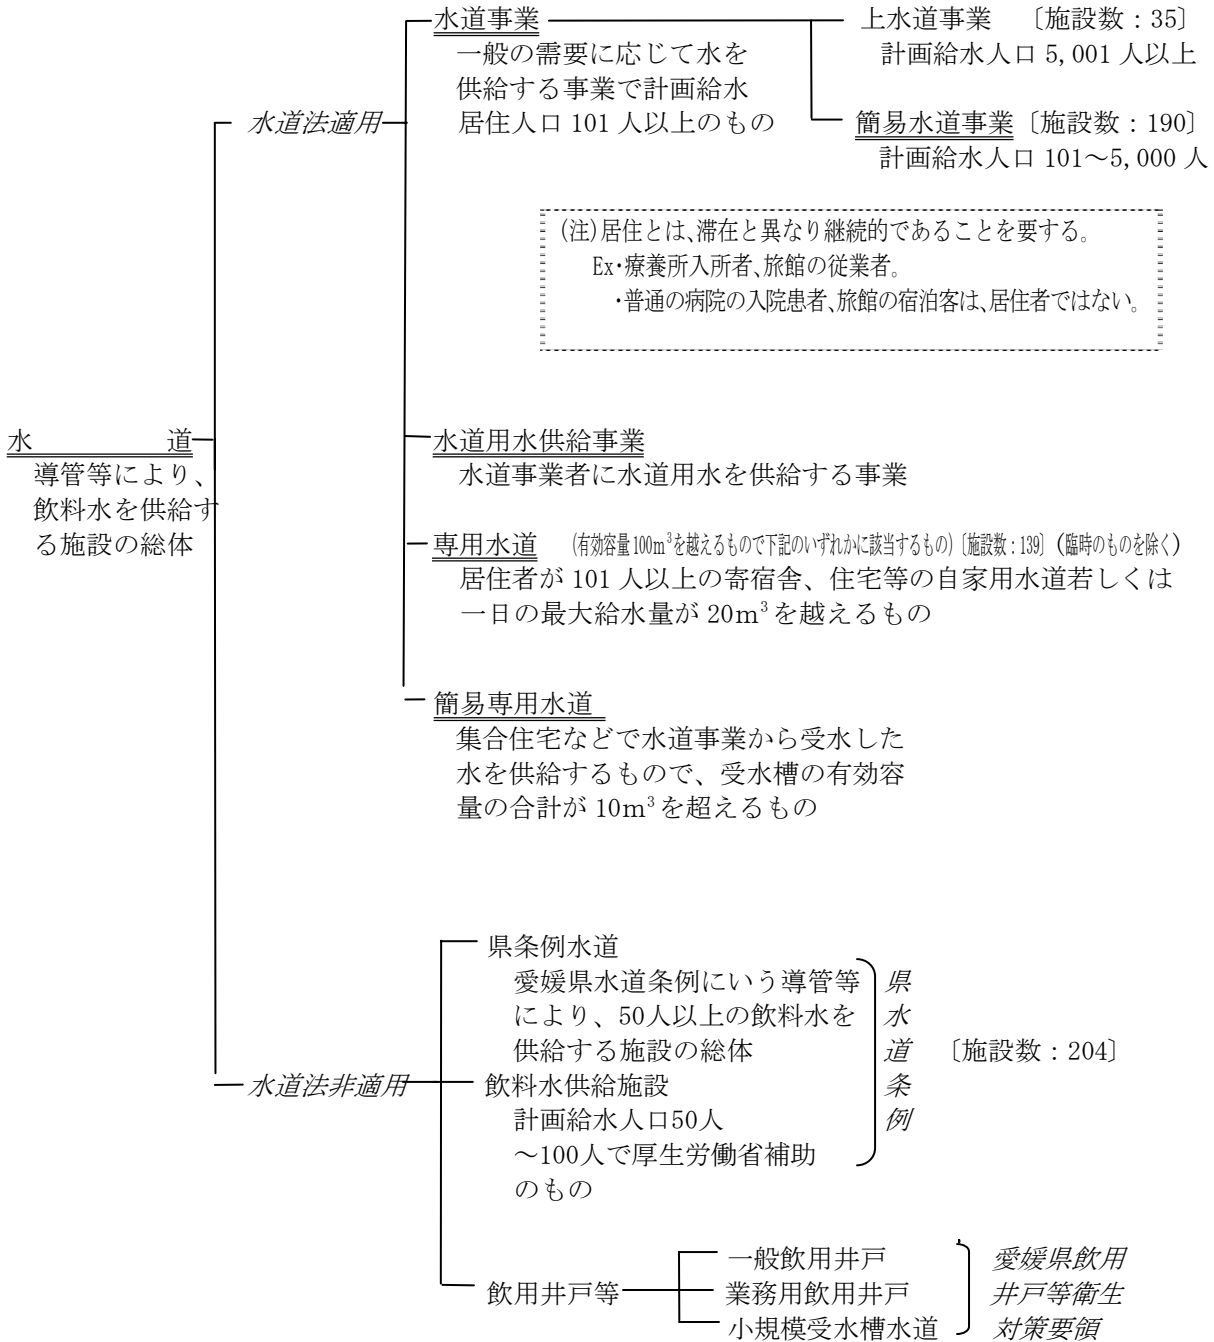 水道事業
一般の需要に応じて水を
供給する事業で計画給水
居住人口 101 人以上のもの
上水道事業 〔施設数：35〕
計画給水人口 5,001 人以上
簡易水道事業〔施設数：190〕
計画給水人口 101～5,000 人
水道法適用
(注)居住とは、滞在と異なり継続的であることを要する。
Ex・療養所入所者、旅館の従業者。
・普通の病院の入院患者、旅館の宿泊客は、居住者ではない。
水 道
導管等により、
飲料水を供給す
る施設の総体
水道用水供給事業
水道事業者に水道用水を供給する事業
専用水道 (有効容量100m³を越えるもので下記のいずれかに該当するもの)〔施設数：139〕(臨時のものを除く)
居住者が 101 人以上の寄宿舎、住宅等の自家用水道若しくは
一日の最大給水量が 20m³を越えるもの
簡易専用水道
集合住宅などで水道事業から受水した
水を供給するもので、受水槽の有効容
量の合計が 10m³を超えるもの
水道法非適用
県条例水道
愛媛県水道条例にいう導管等
により、50人以上の飲料水を
供給する施設の総体
飲料水供給施設
計画給水人口50人
～100人で厚生労働省補助
のもの
県
水
道 〔施設数：204〕
条
例
飲用井戸等
一般飲用井戸
業務用飲用井戸
小規模受水槽水道
愛媛県飲用
井戸等衛生
対策要領